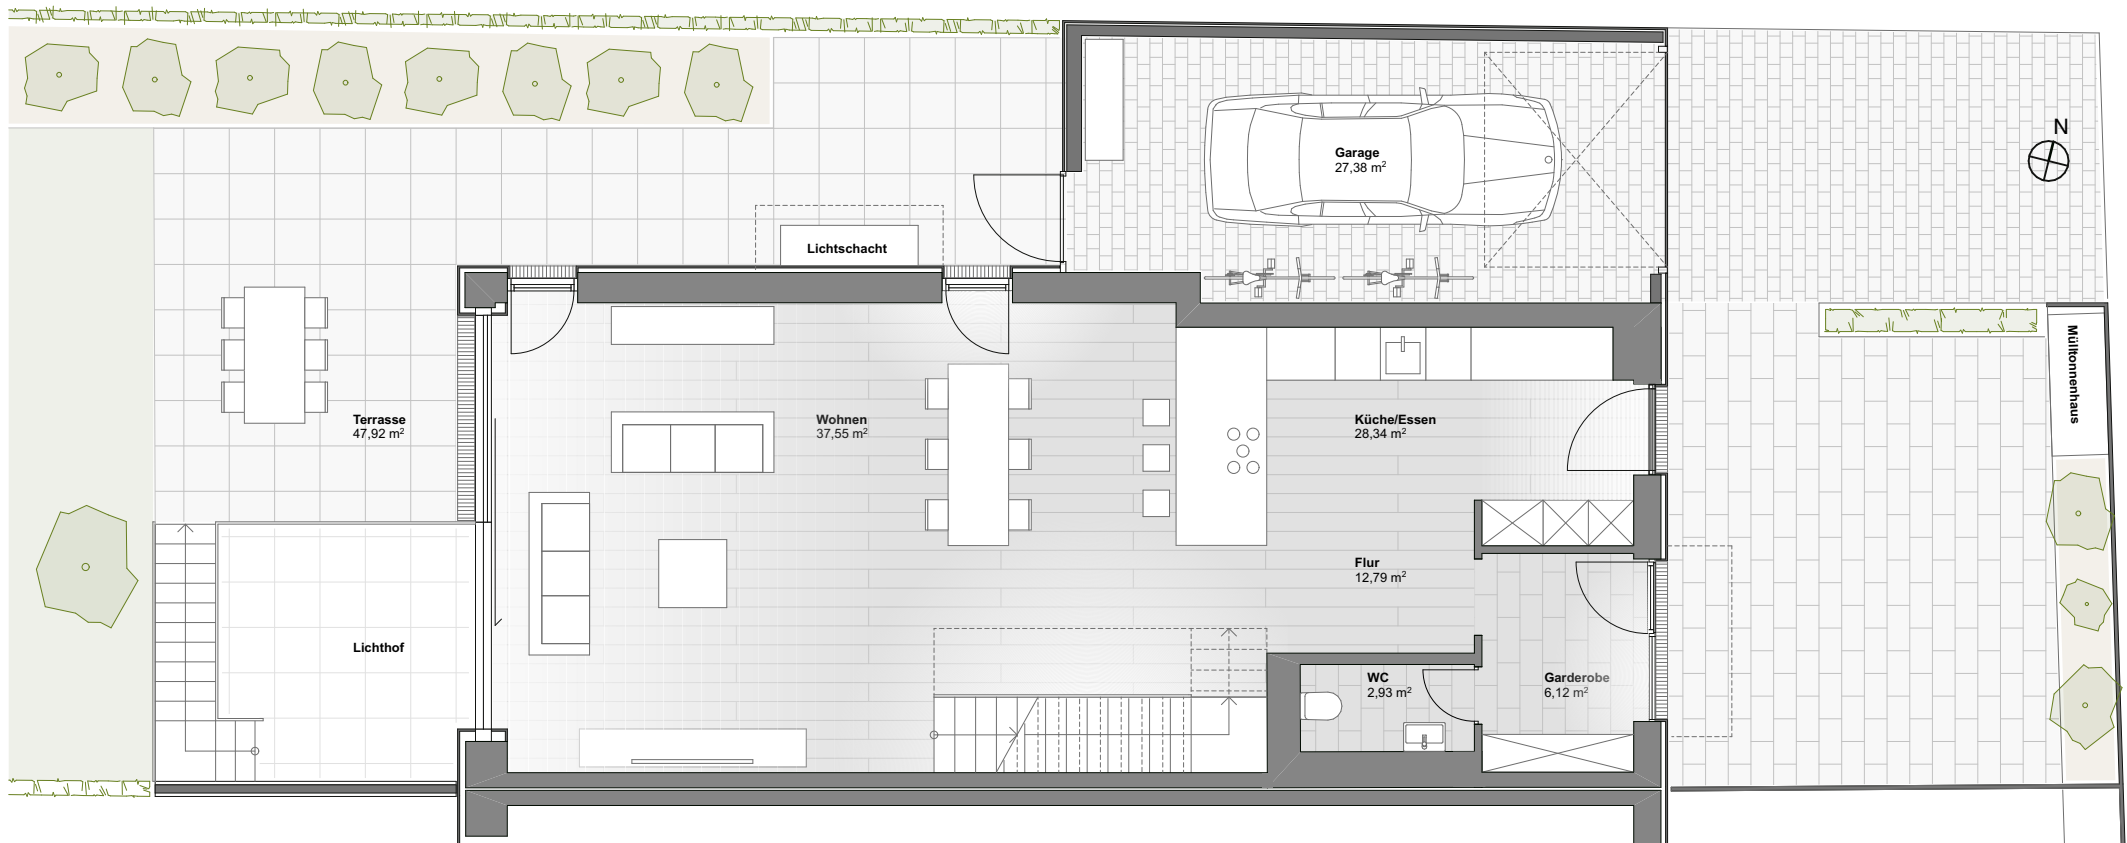 N
Garage
27,38 m²
Lichtschacht
Mülltonnenhaus
Terrasse
47,92 m²
Wohnen
37,55 m²
Küche/Essen
28,34 m²
Flur
12,79 m²
Lichthof
WC
2,93 m²
Garderobe
6,12 m²